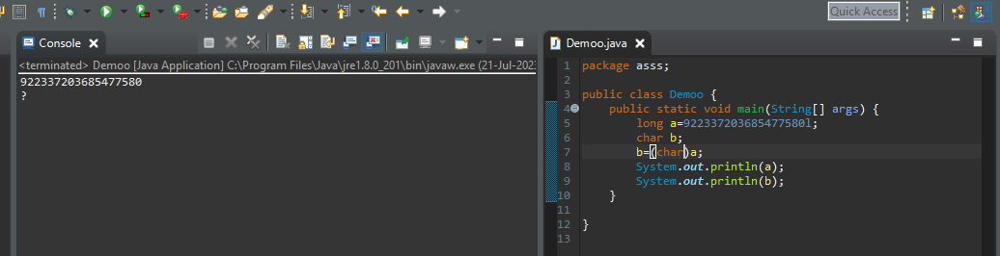 Quick Access
Console
<terminated> Demoo [Java Application] C:\Program Files\Java\jre1.8.0_201\bin\javaw.exe (21-Jul-202
922337203685477580
?
Demoo.java
1 package asss;
2
3 public class Demoo {
4 public static void main(String[] args) {
5 long a=922337203685477580l;
6 char b;
7 b=(char)a;
8 System.out.println(a);
9 System.out.println(b);
10 }
11
12 }
13